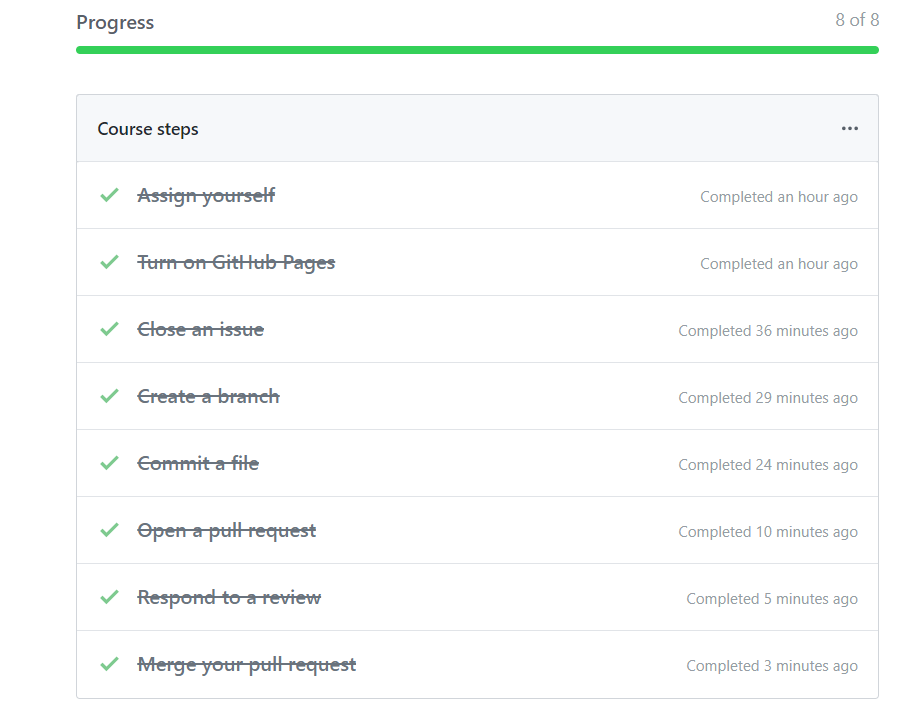 Progress
8 of 8
Course steps
Assign yourself Completed an hour ago
Turn on GitHub Pages Completed an hour ago
Close an issue Completed 36 minutes ago
Create a branch Completed 29 minutes ago
Commit a file Completed 24 minutes ago
Open a pull request Completed 10 minutes ago
Respond to a review Completed 5 minutes ago
Merge your pull request Completed 3 minutes ago